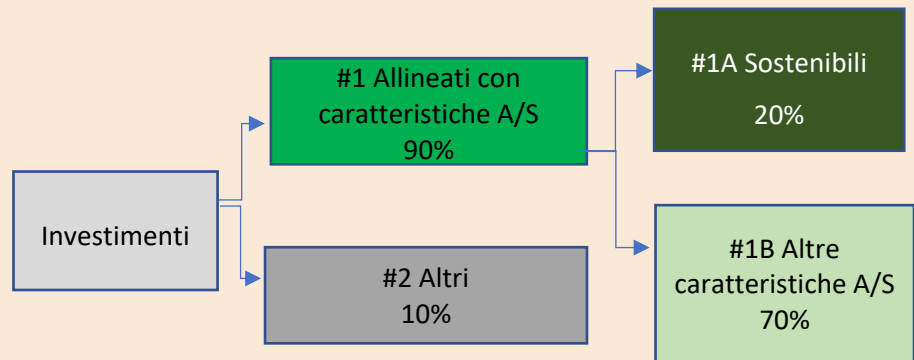 Investimenti
#1 Allineati con
caratteristiche A/S
90%
#2 Altri
10%
#1A Sostenibili
20%
#1B Altre
caratteristiche A/S
70%